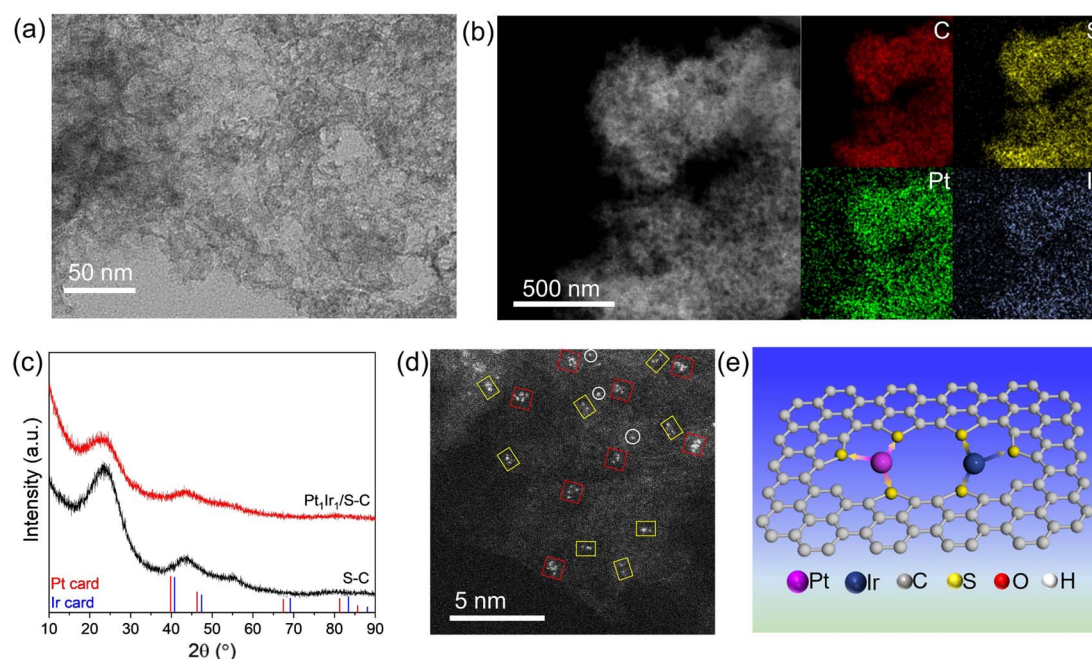 (a)
50 nm
(b)
500 nm
C
S
Pt
I
(c)
Intensity (a.u.)
Pt₁Ir₁/S-C
S-C
Pt card
Ir card
10 20 30 40 50 60 70 80 90
2θ (°)
(d)
5 nm
(e)
Pt Ir C S O H